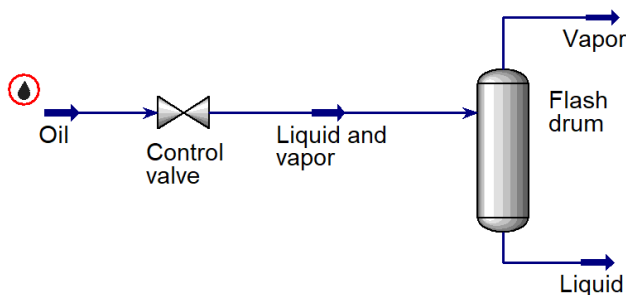 Vapor
Flash
drum
Oil
Control
valve
Liquid and
vapor
Liquid